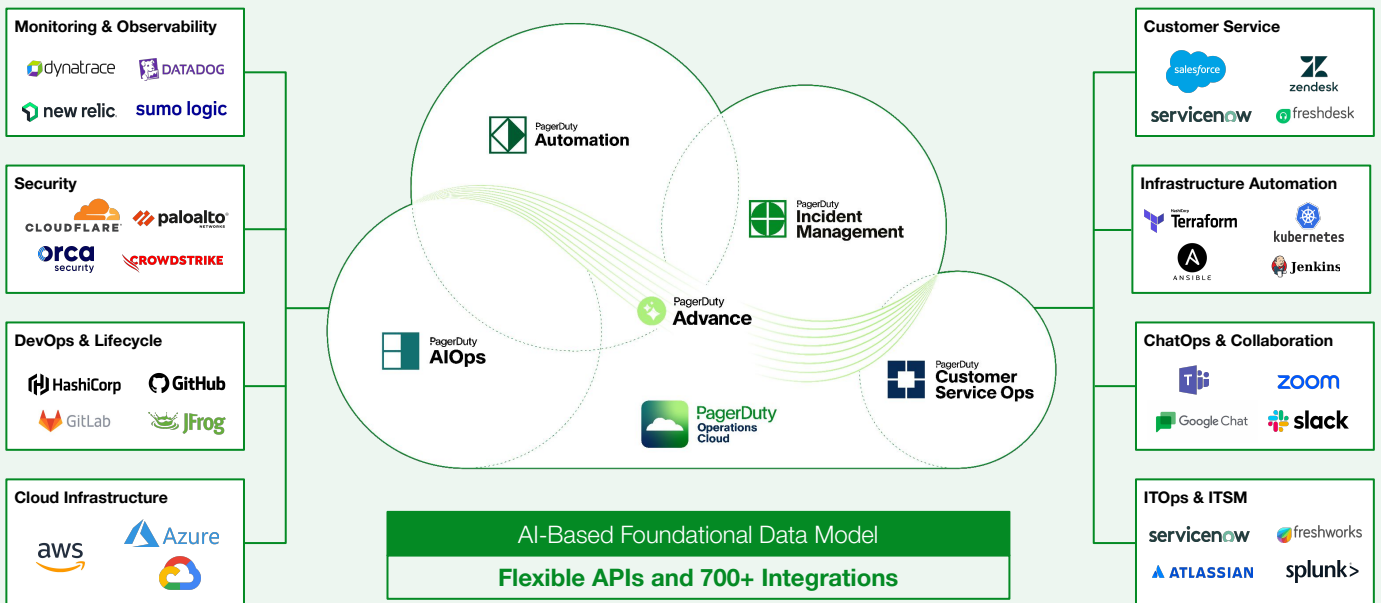 Monitoring & Observability
dynatrace
DATADOG
new relic.
sumo logic
Security
CLOUDFLARE
paloalto
NETWORKS
orca
security
CROWDSTRIKE
DevOps & Lifecycle
HashiCorp
GitHub
GitLab
JFrog
Cloud Infrastructure
aws
Azure
PagerDuty
Automation
PagerDuty
Incident
Management
PagerDuty
Advance
PagerDuty
AIOps
PagerDuty
Customer
Service Ops
PagerDuty
Operations
Cloud
AI-Based Foundational Data Model
Flexible APIs and 700+ Integrations
Customer Service
salesforce
zendesk
servicenow
freshdesk
Infrastructure Automation
HashiCorp
Terraform
kubernetes
ANSIBLE
Jenkins
ChatOps & Collaboration
T
zoom
Google Chat
slack
ITOps & ITSM
servicenow
freshworks
ATLASSIAN
splunk>